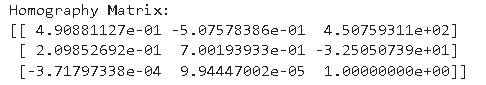 Homography Matrix:
[[ 4.90881127e-01 -5.07578386e-01  4.50759311e+02]
 [ 2.09852692e-01  7.00193933e-01 -3.25050739e+01]
 [-3.71797338e-04  9.94447002e-05  1.00000000e+00]]